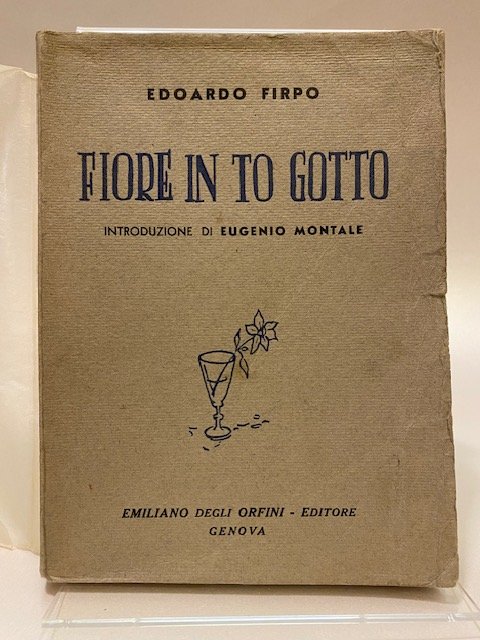 EDOARDO FIRPO
FIORE IN TO GOTTO
INTRODUZIONE DI EUGENIO MONTALE
EMILIANO DEGLI ORFINI - EDITORE
GENOVA